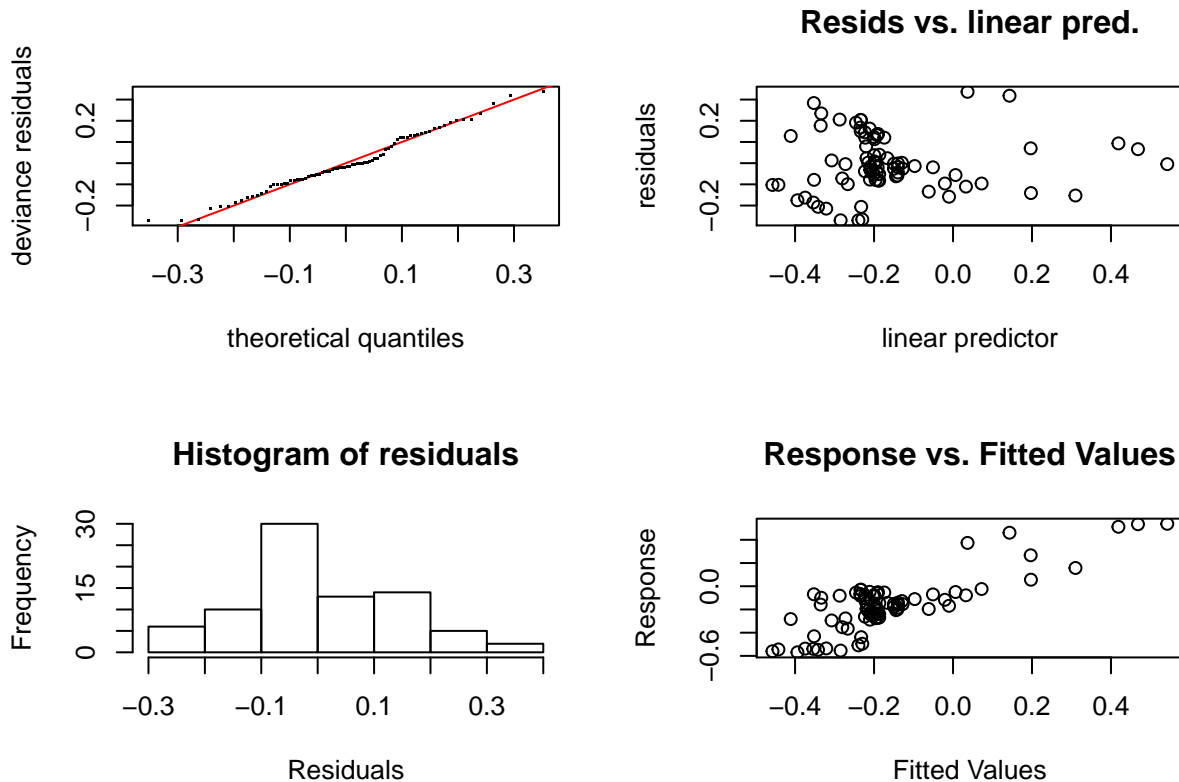 deviance residuals
−0.2
0.2
−0.3
−0.1
0.1
0.3
theoretical quantiles
Resids vs. linear pred.
residuals
−0.2
0.2
−0.4
−0.2
0.0
0.2
0.4
linear predictor
Histogram of residuals
Frequency
0
15
30
−0.3
−0.1
0.1
0.3
Residuals
Response vs. Fitted Values
Response
−0.6
0.0
−0.4
−0.2
0.0
0.2
0.4
Fitted Values